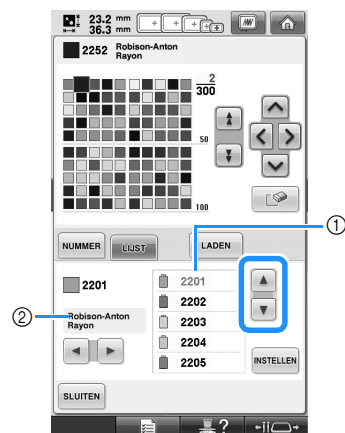 23.2 mm
36.3 mm
2252 Robison-Anton
Rayon
2
300
50
100
NUMMER
LIJST
LADEN
2201
Robison-Anton
Rayon
2201
2202
2203
2204
2205
INSTELLEN
SLUITEN
?
1
2